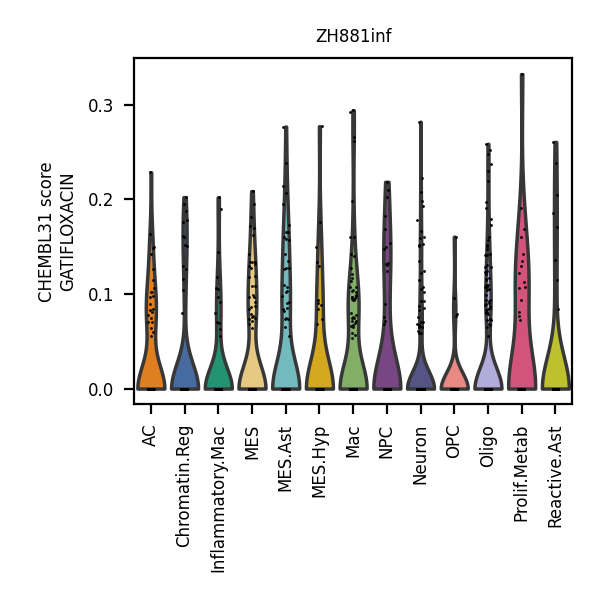 ZH881inf
CHEMBL31 score
GATIFLOXACIN
0.3
0.2
0.1
0.0
AC
Chromatin.Reg
Inflammatory.Mac
MES
MES.Ast
MES.Hyp
Mac
NPC
Neuron
OPC
Oligo
Prolif.Metab
Reactive.Ast